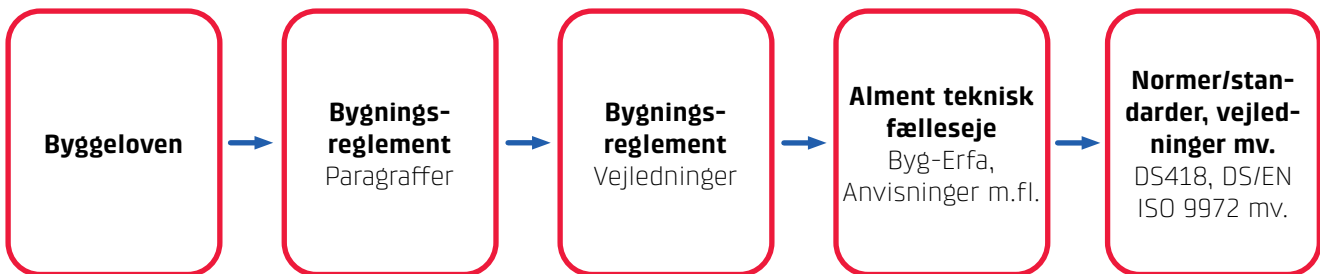 Byggeloven
Bygnings-
reglement
Paragraffer
Bygnings-
reglement
Vejledninger
Alment teknisk
fælleseje
Byg-Erfa,
Anvisninger m.fl.
Normer/stan-
darder, vejled-
ninger mv.
DS418, DS/EN
ISO 9972 mv.